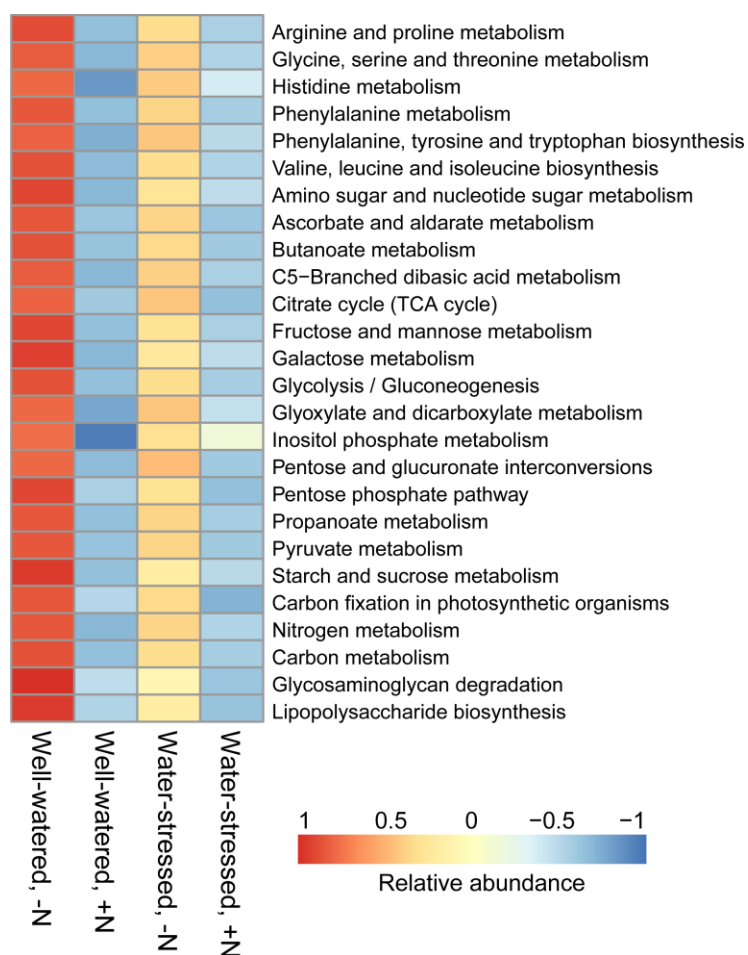 Arginine and proline metabolism
Glycine, serine and threonine metabolism
Histidine metabolism
Phenylalanine metabolism
Phenylalanine, tyrosine and tryptophan biosynthesis
Valine, leucine and isoleucine biosynthesis
Amino sugar and nucleotide sugar metabolism
Ascorbate and aldarate metabolism
Butanoate metabolism
C5−Branched dibasic acid metabolism
Citrate cycle (TCA cycle)
Fructose and mannose metabolism
Galactose metabolism
Glycolysis / Gluconeogenesis
Glyoxylate and dicarboxylate metabolism
Inositol phosphate metabolism
Pentose and glucuronate interconversions
Pentose phosphate pathway
Propanoate metabolism
Pyruvate metabolism
Starch and sucrose metabolism
Carbon fixation in photosynthetic organisms
Nitrogen metabolism
Carbon metabolism
Glycosaminoglycan degradation
Lipopolysaccharide biosynthesis
Well-watered, -N
Well-watered, +N
Water-stressed, -N
Water-stressed, +N
1 0.5 0 −0.5 −1
Relative abundance